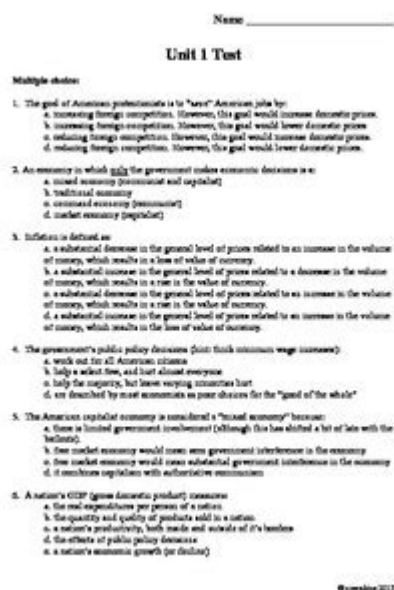 Name
Unit 1 Test
Multiple choice:
1. The goal of American protectionists is to "save" American jobs by:
a. increasing foreign competition. However, this goal would increase domestic prices.
b. increasing foreign competition. However, this goal would lower domestic prices
c. reducing foreign competition. However, this goal would increase domestic prices.
d. reducing foreign competition. However, this goal would lower domestic prices.
2. An economy in which only the government makes economic decisions is a:
a. mixed economy (communist and capitalist)
b. traditional economy
c. command economy (communist)
d. market economy (capitalist)
3. Inflation is defined as:
a. a substantial decrease in the general level of prices related to an increase in the volume
of money, which results in a loss of value of currency.
b. a substantial increase in the general level of prices related to a decrease in the volume
of money, which results in a rise in the value of currency.
c. a substantial decrease in the general level of prices related to an increase in the volume
of money, which results in a rise in the value of currency.
d. a substantial increase in the general level of prices related to an increase in the volume
of money, which results in the loss of value of currency.
4. The government's public policy decisions (hint: think minimum wage increases):
a. work out for all American citizens
b. help a select few, and hurt almost everyone
c. help the majority, but leave varying minorities hurt
d. are described by most economists as poor choices for the "good of the whole"
5. The American capitalist economy is considered a "mixed economy" because:
a. there is limited government involvement (although this has shifted a bit of late with the
bailouts).
b. free market economy would mean zero government interference in the economy
c. free market economy would mean substantial government interference in the economy
d. it combines capitalism with authoritative communism
6. A nation's GDP (gross domestic product) measures:
a. the real expenditures per person of a nation
b. the quantity and quality of products sold in a nation
c. a nation's productivity, both inside and outside of it's borders
d. the effects of public policy decisions
e. a nation's economic growth (or decline)